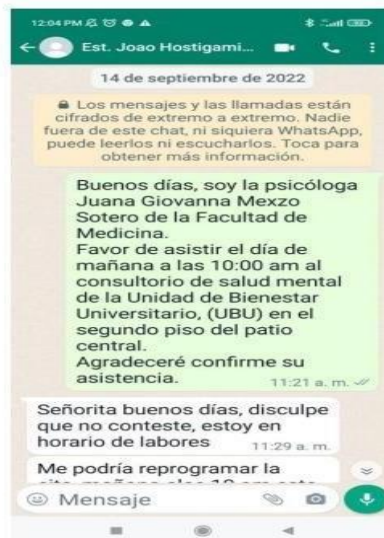 12:04 PM
Est. Joao Hostigami...
14 de septiembre de 2022
Los mensajes y las llamadas están
cifrados de extremo a extremo. Nadie
fuera de este chat, ni siquiera WhatsApp,
puede leerlos ni escucharlos. Toca para
obtener más información.
Buenos días, soy la psicóloga
Juana Giovanna Mexzo
Sotero de la Facultad de
Medicina.
Favor de asistir el día de
mañana a las 10:00 am al
consultorio de salud mental
de la Unidad de Bienestar
Universitario, (UBU) en el
segundo piso del patio
central.
Agradeceré confirme su
asistencia.
11:21 a. m.
Señorita buenos días, disculpe
que no conteste, estoy en
horario de labores
11:29 a. m.
Me podría reprogramar la
Mensaje